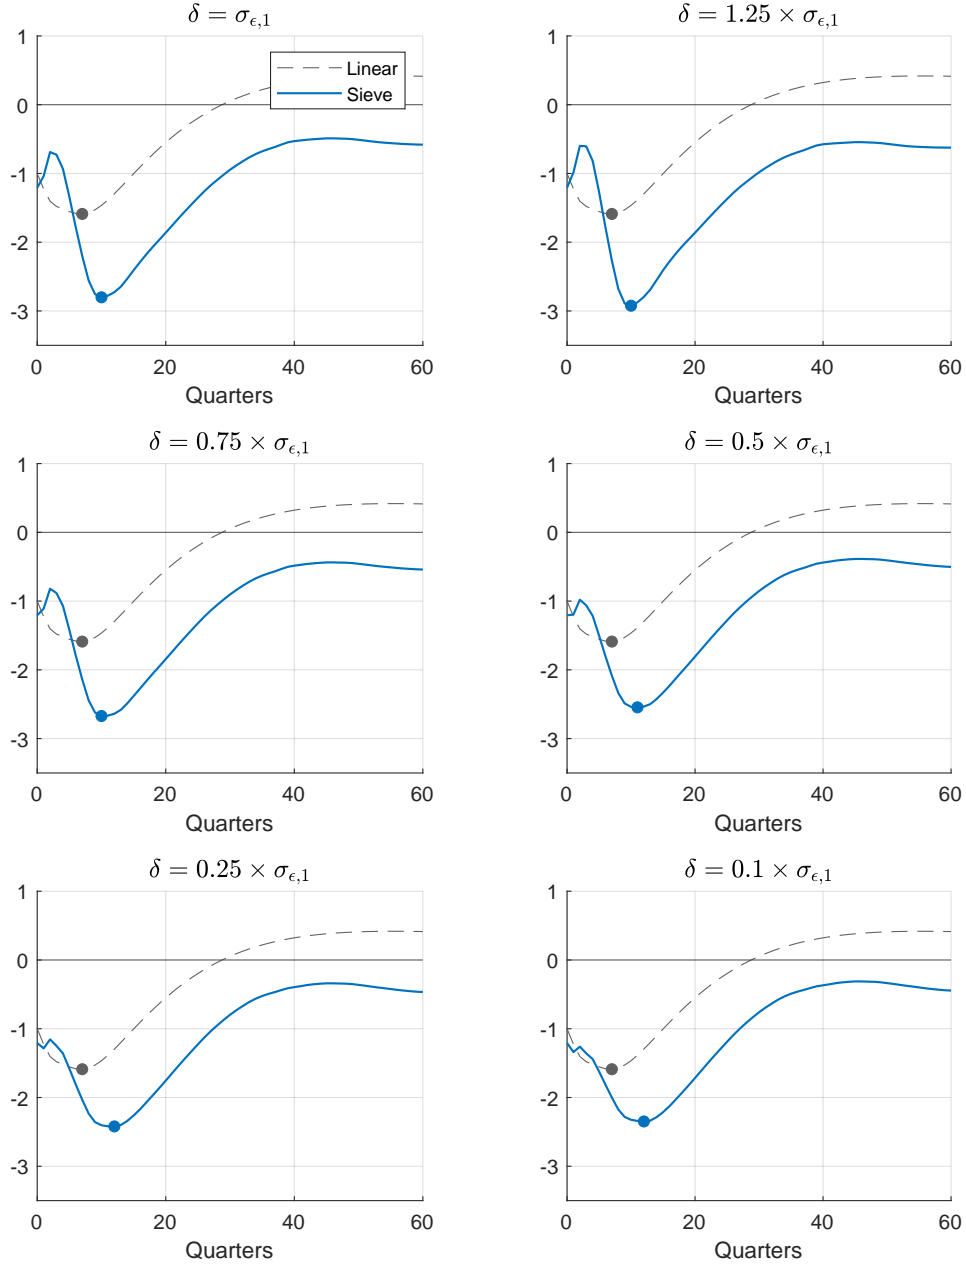 δ = σ_{ϵ,1}
1
0
-1
-2
-3
0 20 40 60
Quarters
Linear
Sieve
δ = 1.25 × σ_{ϵ,1}
1
0
-1
-2
-3
0 20 40 60
Quarters
δ = 0.75 × σ_{ϵ,1}
1
0
-1
-2
-3
0 20 40 60
Quarters
δ = 0.5 × σ_{ϵ,1}
1
0
-1
-2
-3
0 20 40 60
Quarters
δ = 0.25 × σ_{ϵ,1}
1
0
-1
-2
-3
0 20 40 60
Quarters
δ = 0.1 × σ_{ϵ,1}
1
0
-1
-2
-3
0 20 40 60
Quarters